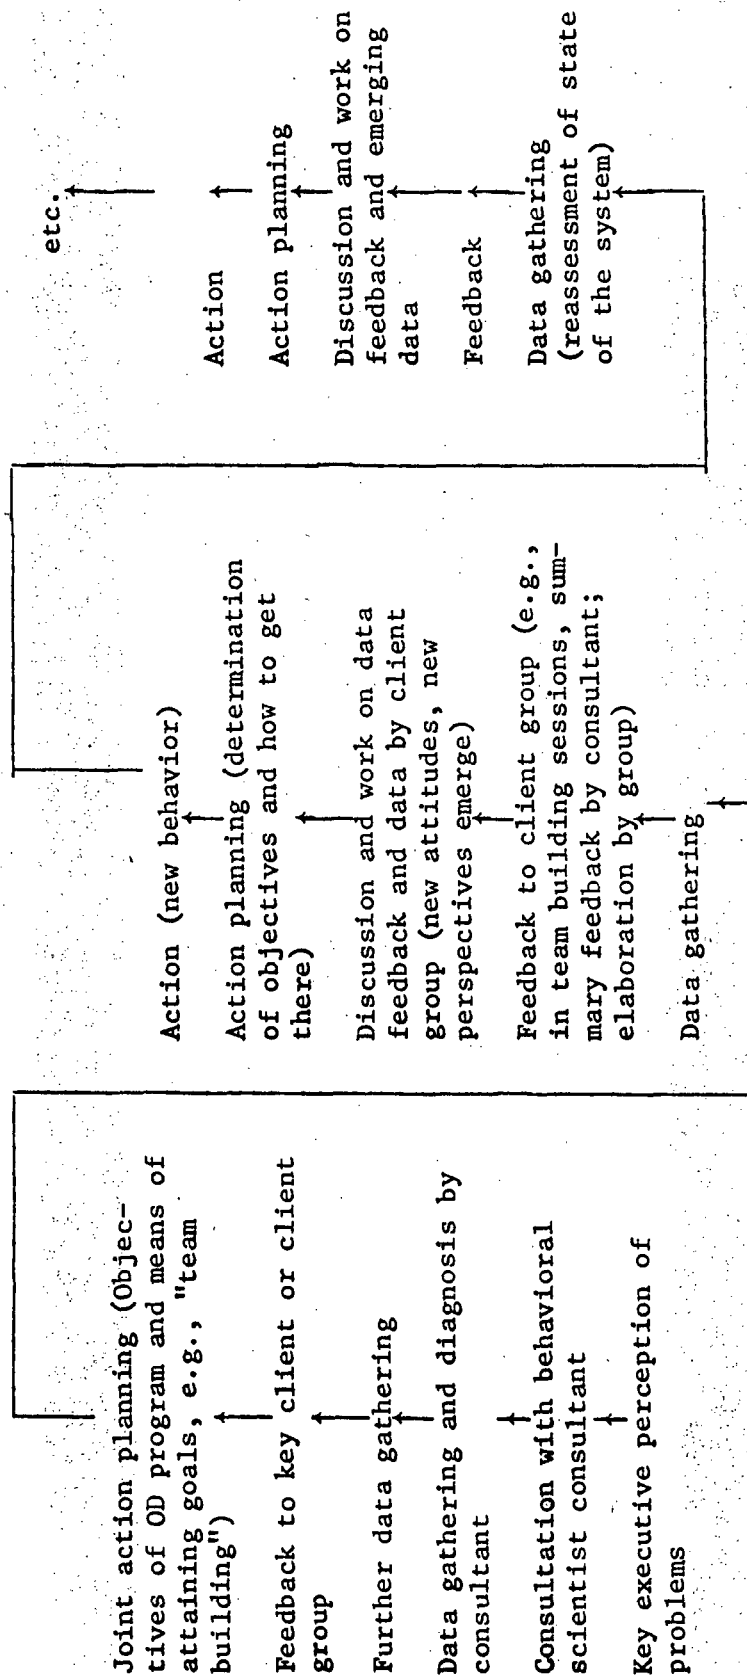 Joint action planning (Objec-
tives of OD program and means of
attaining goals, e.g., "team
building")
Feedback to key client or client
group
Further data gathering
Data gathering and diagnosis by
consultant
Consultation with behavioral
scientist consultant
Key executive perception of
problems
Action (new behavior)
Action planning (determination
of objectives and how to get
there)
Discussion and work on data
feedback and data by client
group (new attitudes, new
perspectives emerge)
Feedback to client group (e.g.,
in team building sessions, sum-
mary feedback by consultant;
elaboration by group)
Data gathering
etc.
Action
Action planning
Discussion and work on
feedback and emerging
data
Feedback
Data gathering
(reassessment of state
of the system)